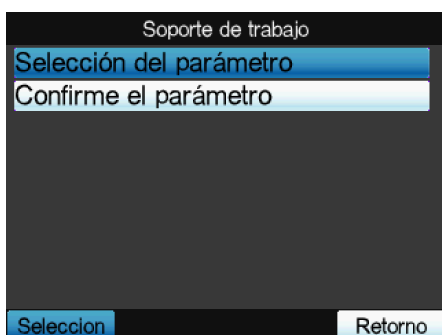 Soporte de trabajo
Selección del parámetro
Confirme el parámetro
Seleccion
Retorno